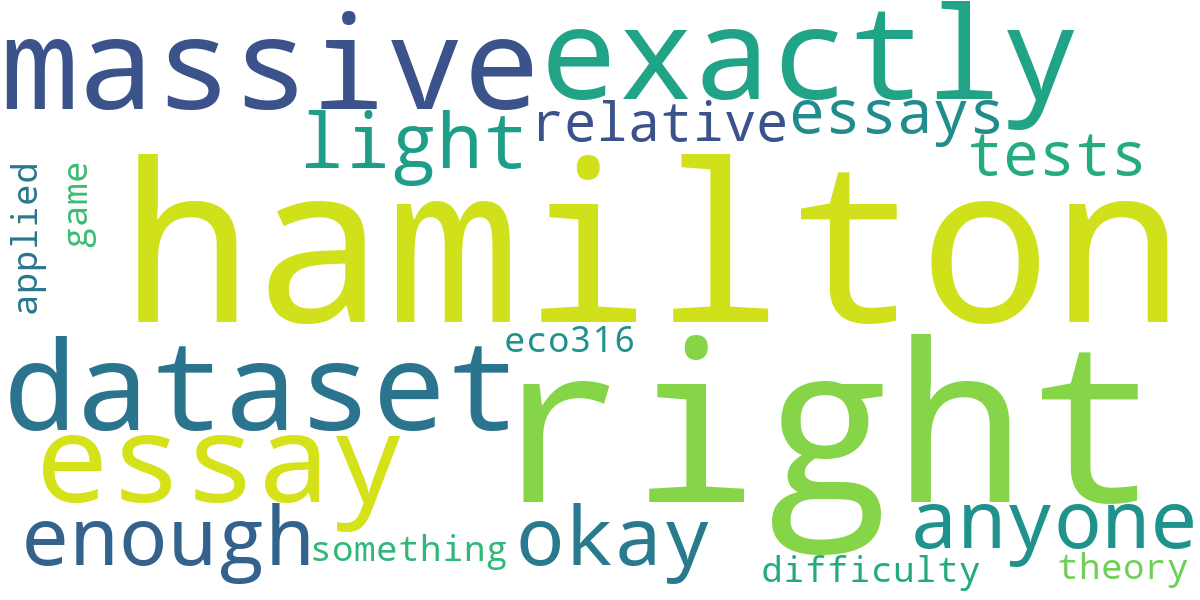 massive exactly
light relative essays
tests
applied game hamilton
eco316
dataset right
essay
enough something okay anyone
difficulty theory